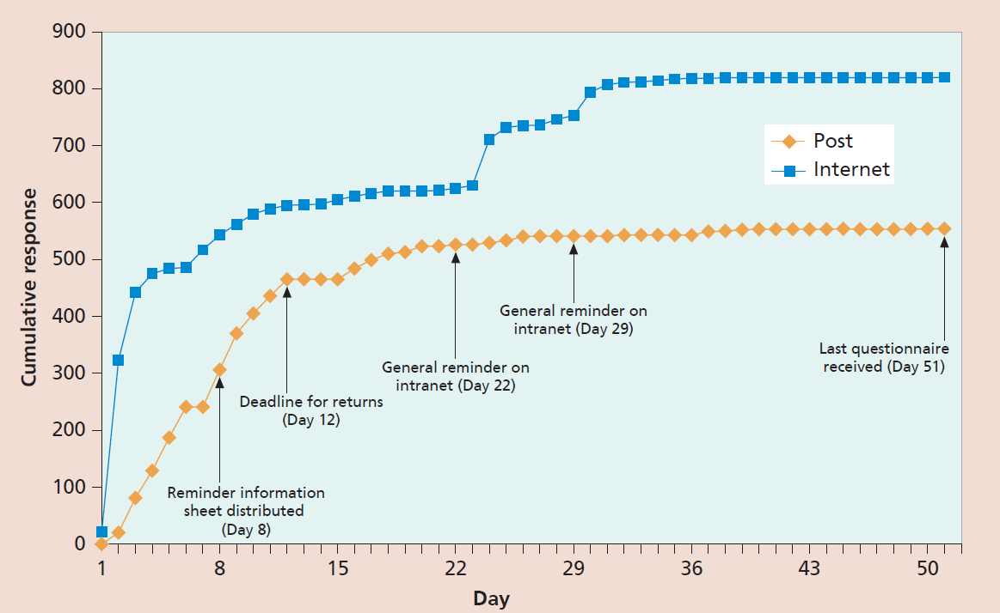 900
800
700
600
500
400
300
200
100
0
Cumulative response
Post
Internet
General reminder on
intranet (Day 29)
Last questionnaire
received (Day 51)
General reminder on
intranet (Day 22)
Deadline for returns
(Day 12)
Reminder information
sheet distributed
(Day 8)
1 8 15 22 29 36 43 50
Day